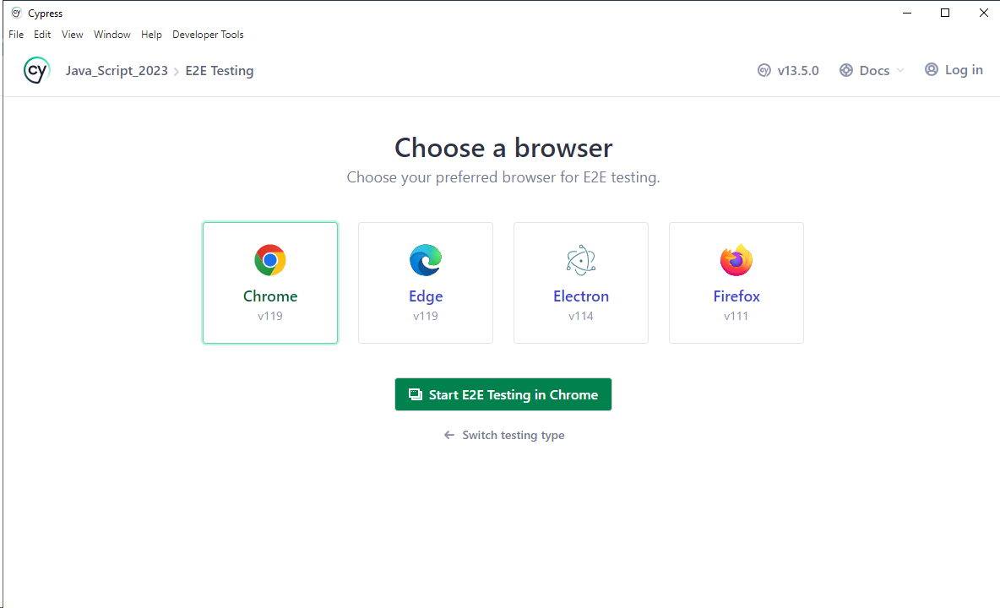 Cypress
File Edit View Window Help Developer Tools
cy Java_Script_2023 > E2E Testing v13.5.0 Docs Log in
Choose a browser
Choose your preferred browser for E2E testing.
Chrome Edge Electron Firefox
v119 v119 v114 v111
Start E2E Testing in Chrome
← Switch testing type